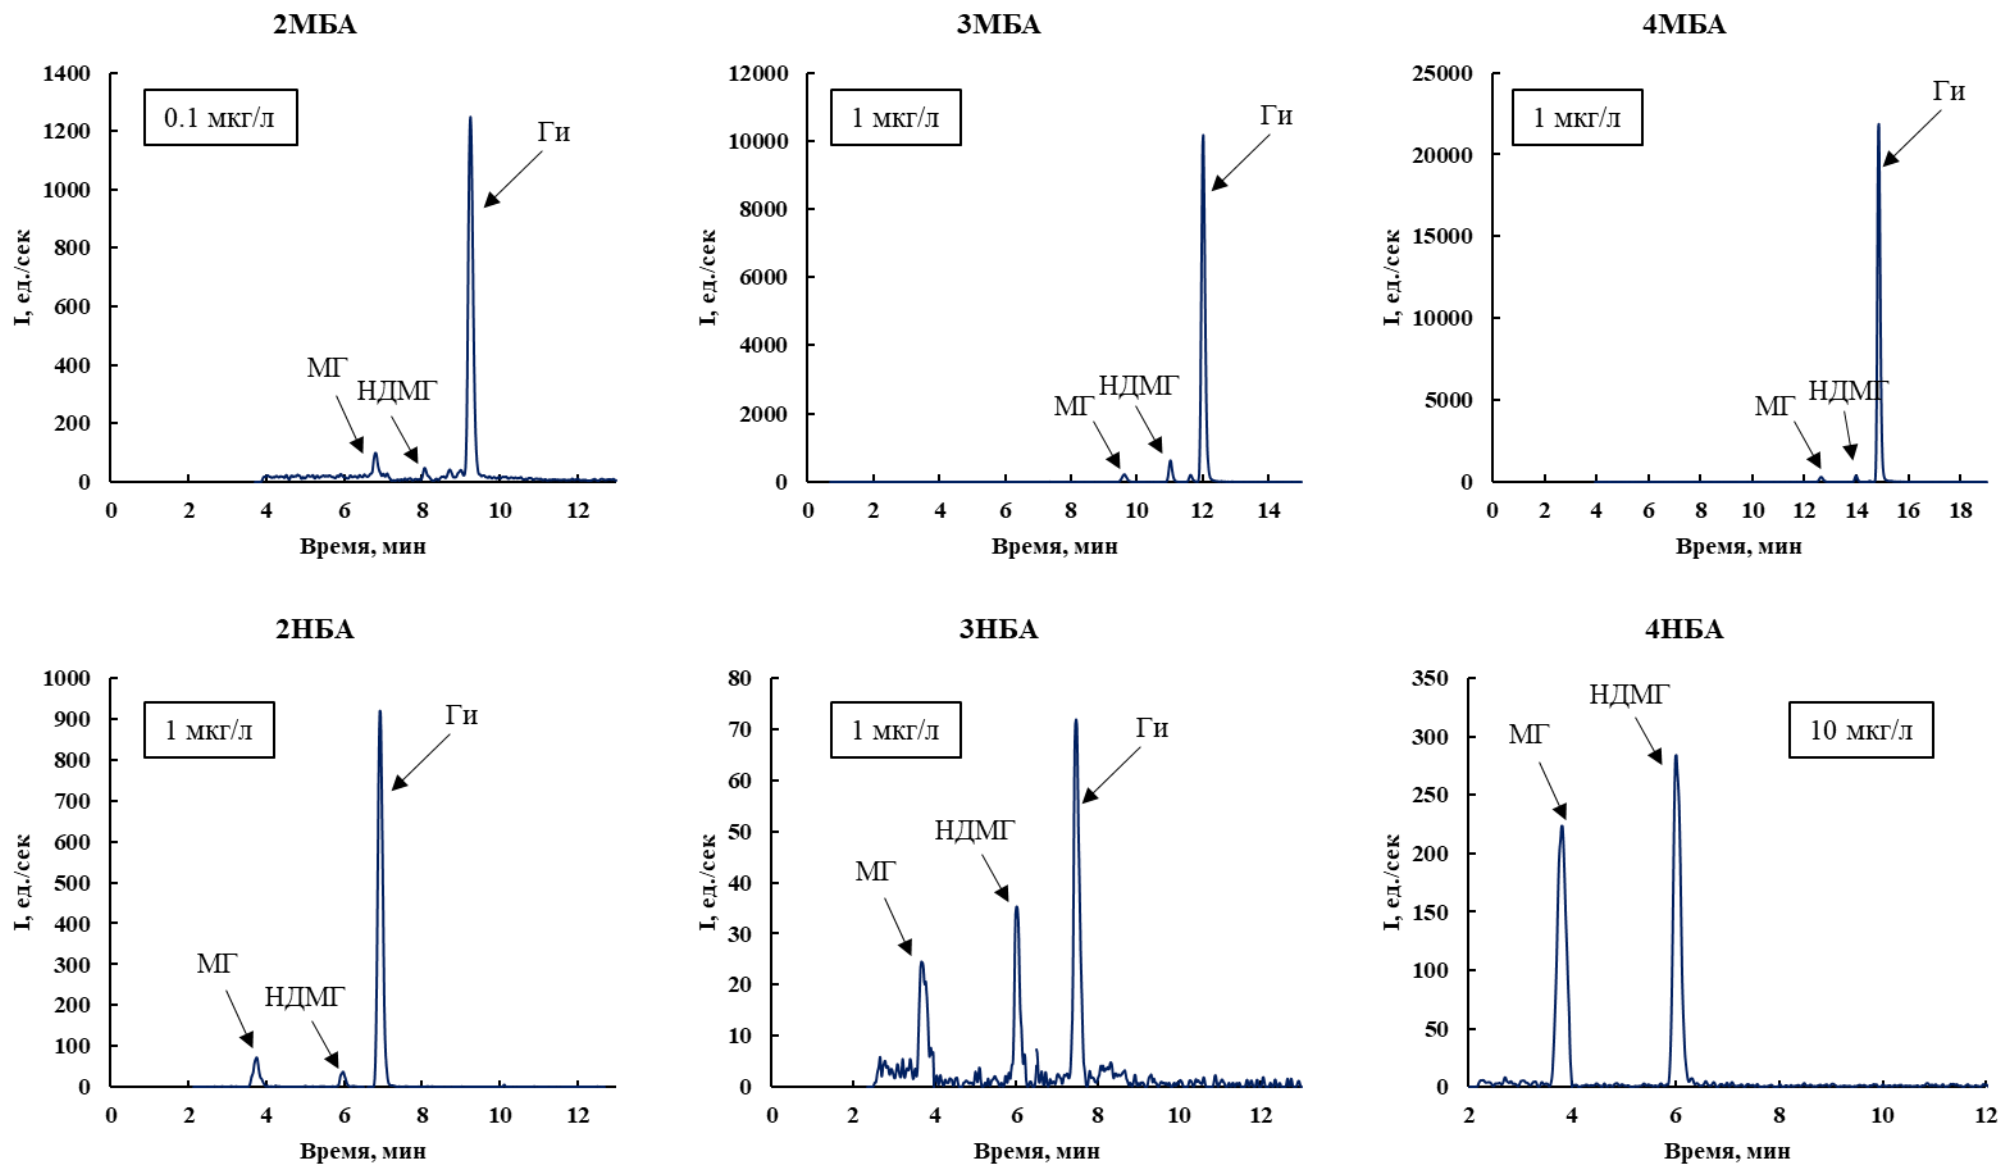 2МБА
1400
1200
1000
800
600
400
200
0
0 2 4 6 8 10 12
I, ед./сек
Время, мин
0.1 мкг/л
МГ
НДМГ
Ги
3МБА
12000
10000
8000
6000
4000
2000
0
0 2 4 6 8 10 12 14
I, ед./сек
Время, мин
1 мкг/л
МГ
НДМГ
Ги
4МБА
25000
20000
15000
10000
5000
0
0 2 4 6 8 10 12 14 16 18
I, ед./сек
Время, мин
1 мкг/л
МГ
НДМГ
Ги
2НБА
1000
900
800
700
600
500
400
300
200
100
0
0 2 4 6 8 10 12
I, ед./сек
Время, мин
1 мкг/л
МГ
НДМГ
Ги
3НБА
80
70
60
50
40
30
20
10
0
0 2 4 6 8 10 12
I, ед./сек
Время, мин
1 мкг/л
МГ
НДМГ
Ги
4НБА
350
300
250
200
150
100
50
0
2 4 6 8 10 12
I, ед./сек
Время, мин
10 мкг/л
МГ
НДМГ